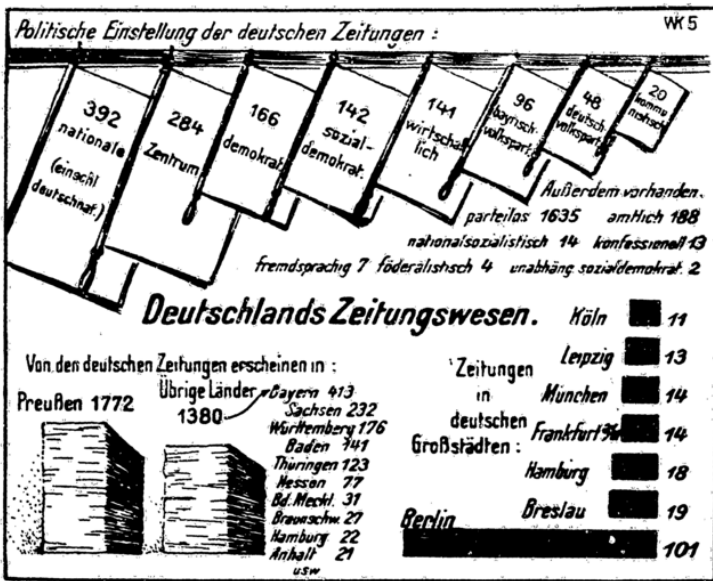 Politische Einstellung der deutschen Zeitungen :
WK 5
392
nationale
(einschl
deutschnat.)
284
Zentrum
166
demokrat.
142
sozial-
demokrat.
141
wirtschaft
lich
96
bayrisch.
volkspart.
48
deutsch.
volkspart.
20
kommu
nistisch
Außerdem vorhanden.
parteilos 1635 amtlich 188
nationalsozialistisch 14 konfessionell 13
fremdsprachig 7 föderalistisch 4 unabhäng sozialdemokrat. 2
Deutschlands Zeitungswesen.
Von den deutschen Zeitungen erscheinen in :
Preußen 1772
Übrige Länder
1380
Bayern 413
Sachsen 232
Württemberg 176
Baden 141
Thüringen 123
Hessen 77
Bd. Meckl. 31
Braunschw. 27
Hamburg 22
Anhalt 21
usw
Zeitungen
in
deutschen
Großstädten :
Köln 11
Leipzig 13
München 14
Frankfurt 14
Hamburg 18
Breslau 19
Berlin 101